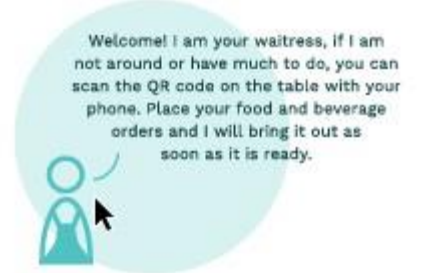 Welcome! I am your waitress, if I am
not around or have much to do, you can
scan the QR code on the table with your
phone. Place your food and beverage
orders and I will bring it out as
soon as it is ready.